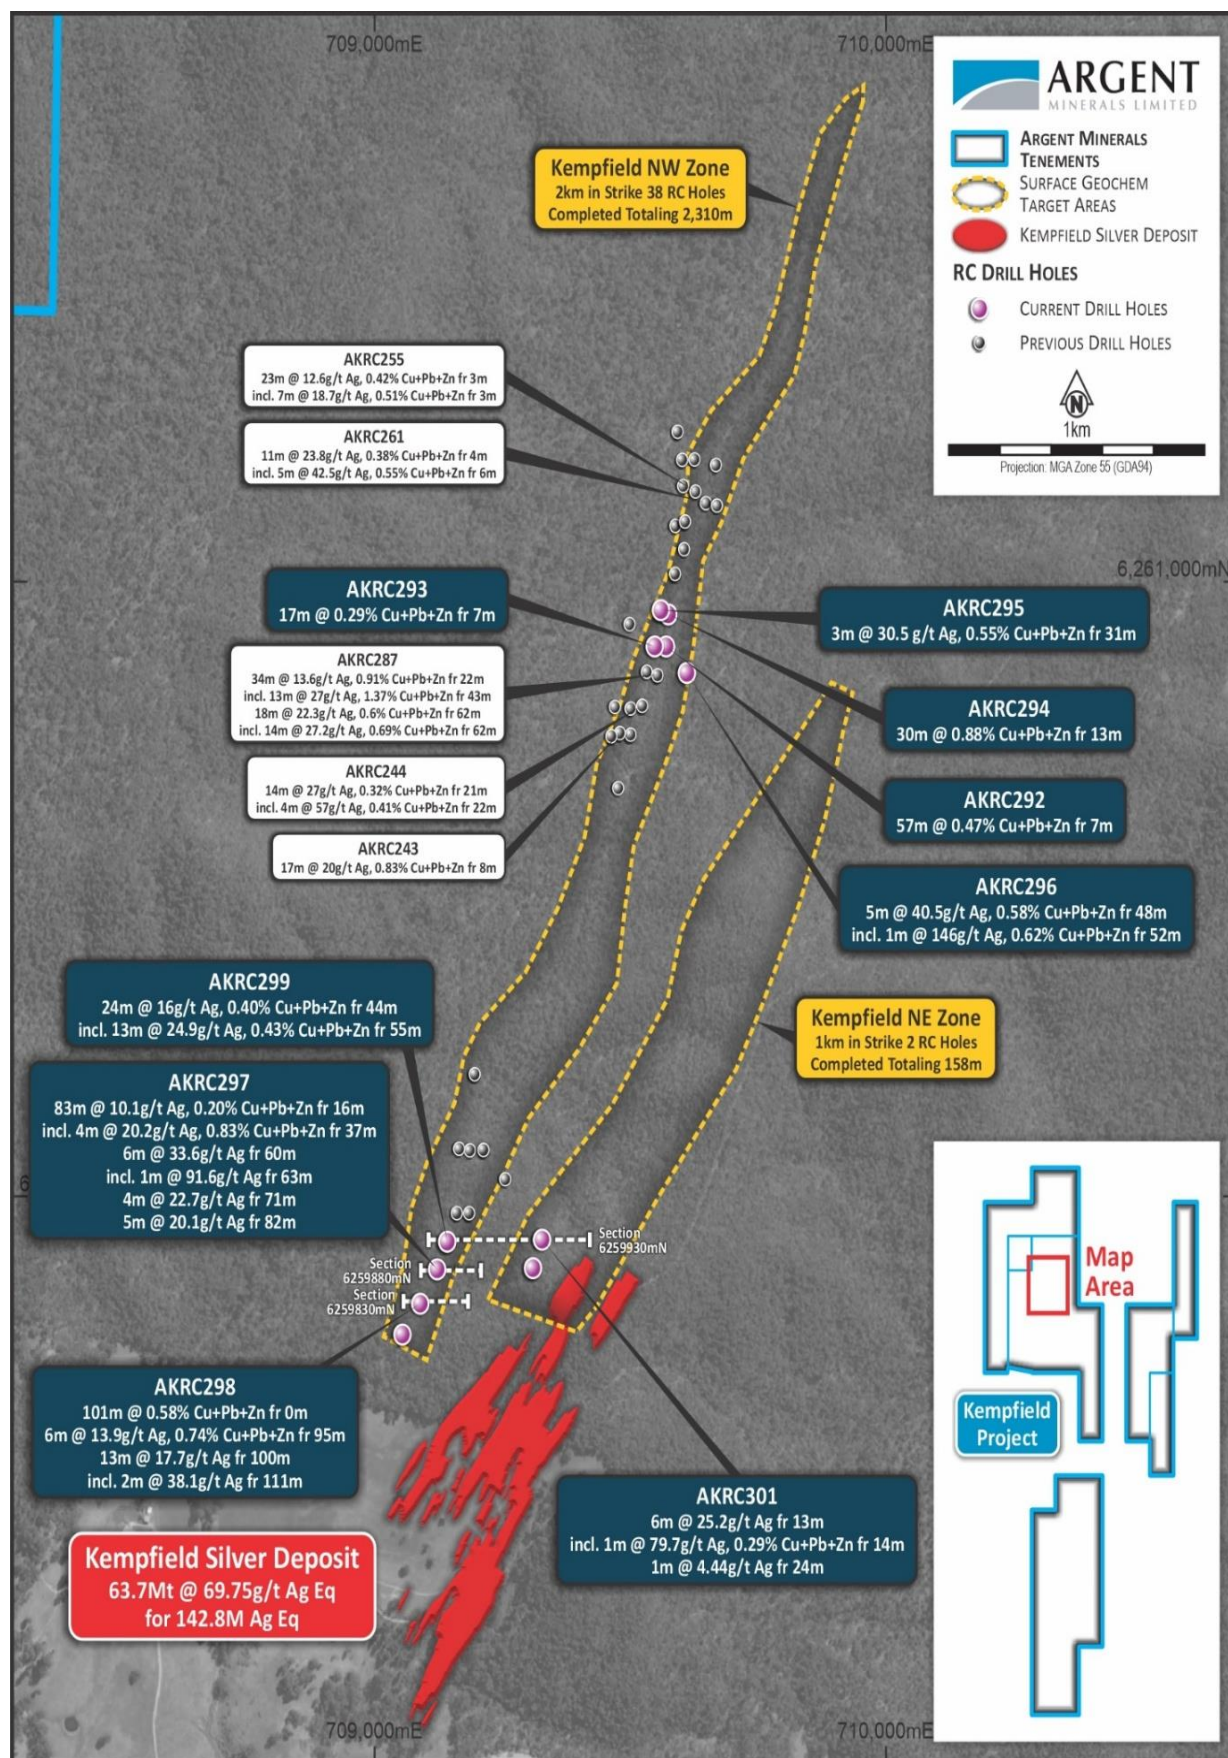 709,000mE
710,000mE
ARGENT
MINERALS LIMITED
ARGENT MINERALS
TENEMENTS
SURFACE GEOCHEM
TARGET AREAS
KEMPFIELD SILVER DEPOSIT
RC DRILL HOLES
CURRENT DRILL HOLES
PREVIOUS DRILL HOLES
N
1km
Projection: MGA Zone 55 (GDA94)
Kempfield NW Zone
2km in Strike 38 RC Holes
Completed Totaling 2,310m
AKRC255
23m @ 12.6g/t Ag, 0.42% Cu+Pb+Zn fr 3m
incl. 7m @ 18.7g/t Ag, 0.51% Cu+Pb+Zn fr 3m
AKRC261
11m @ 23.8g/t Ag, 0.38% Cu+Pb+Zn fr 4m
incl. 5m @ 42.5g/t Ag, 0.55% Cu+Pb+Zn fr 6m
6,261,000mN
AKRC293
17m @ 0.29% Cu+Pb+Zn fr 7m
AKRC295
3m @ 30.5 g/t Ag, 0.55% Cu+Pb+Zn fr 31m
AKRC287
34m @ 13.6g/t Ag, 0.91% Cu+Pb+Zn fr 22m
incl. 13m @ 27g/t Ag, 1.37% Cu+Pb+Zn fr 43m
18m @ 22.3g/t Ag, 0.6% Cu+Pb+Zn fr 62m
incl. 14m @ 27.2g/t Ag, 0.69% Cu+Pb+Zn fr 62m
AKRC294
30m @ 0.88% Cu+Pb+Zn fr 13m
AKRC244
14m @ 27g/t Ag, 0.32% Cu+Pb+Zn fr 21m
incl. 4m @ 57g/t Ag, 0.41% Cu+Pb+Zn fr 22m
AKRC292
57m @ 0.47% Cu+Pb+Zn fr 7m
AKRC243
17m @ 20g/t Ag, 0.83% Cu+Pb+Zn fr 8m
AKRC296
5m @ 40.5g/t Ag, 0.58% Cu+Pb+Zn fr 48m
incl. 1m @ 146g/t Ag, 0.62% Cu+Pb+Zn fr 52m
AKRC299
24m @ 16g/t Ag, 0.40% Cu+Pb+Zn fr 44m
incl. 13m @ 24.9g/t Ag, 0.43% Cu+Pb+Zn fr 55m
Kempfield NE Zone
1km in Strike 2 RC Holes
Completed Totaling 158m
AKRC297
83m @ 10.1g/t Ag, 0.20% Cu+Pb+Zn fr 16m
incl. 4m @ 20.2g/t Ag, 0.83% Cu+Pb+Zn fr 37m
6m @ 33.6g/t Ag fr 60m
incl. 1m @ 91.6g/t Ag fr 63m
4m @ 22.7g/t Ag fr 71m
5m @ 20.1g/t Ag fr 82m
6
Section
6259930mN
Section
6259880mN
Section
6259830mN
Map
Area
Kempfield
Project
AKRC298
101m @ 0.58% Cu+Pb+Zn fr 0m
6m @ 13.9g/t Ag, 0.74% Cu+Pb+Zn fr 95m
13m @ 17.7g/t Ag fr 100m
incl. 2m @ 38.1g/t Ag fr 111m
AKRC301
6m @ 25.2g/t Ag fr 13m
incl. 1m @ 79.7g/t Ag, 0.29% Cu+Pb+Zn fr 14m
1m @ 4.44g/t Ag fr 24m
Kempfield Silver Deposit
63.7Mt @ 69.75g/t Ag Eq
for 142.8M Ag Eq
709,000mE
710,000mE